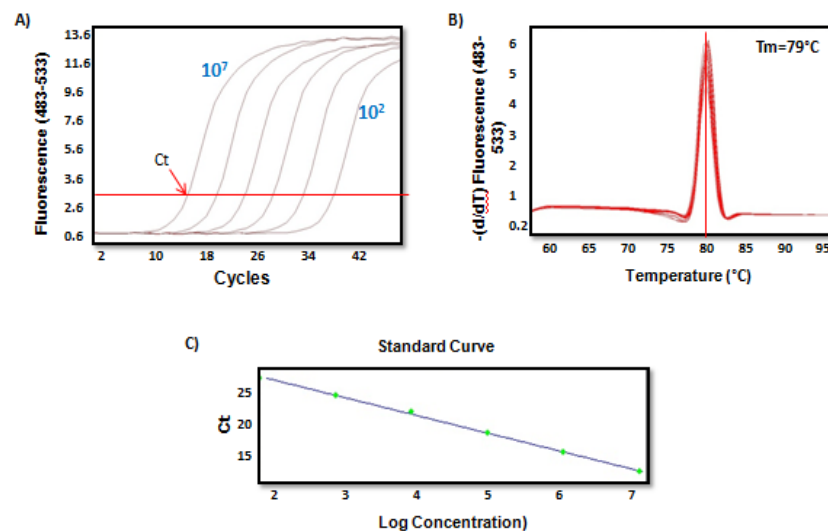 A)
Fluorescence (483-533)
13.6
11.6
9.6
7.6
5.6
3.6
2.6
0.6
10⁷
10²
Ct
2 10 18 26 34 42
Cycles
B)
-(d/dT) Fluorescence (483-
533)
6
5
4
3
2
1
0.2
Tm=79°C
60 65 70 75 80 85 90 95
Temperature (°C)
C)
Standard Curve
Ct
25
20
15
2 3 4 5 6 7
Log Concentration)